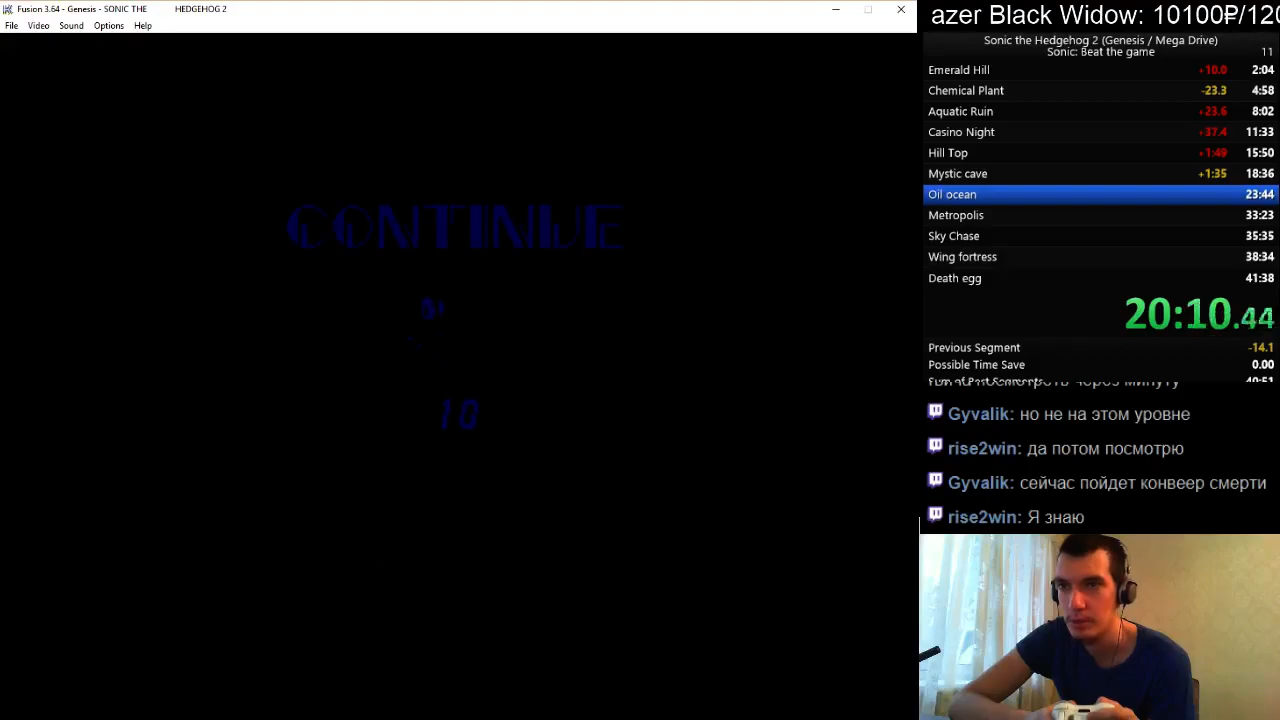 Fusion 3.64 - Genesis - SONIC THE HEDGEHOG 2
File Video Sound Options Help
CONTINUE
10
azer Black Widow: 10100₽/120
Sonic the Hedgehog 2 (Genesis / Mega Drive)
Sonic: Beat the game 11
Emerald Hill +10.0 2:04
Chemical Plant -23.3 4:58
Aquatic Ruin +23.6 8:02
Casino Night +37.4 11:33
Hill Top +1:49 15:50
Mystic cave +1:35 18:36
Oil ocean 23:44
Metropolis 33:23
Sky Chase 35:35
Wing fortress 38:34
Death egg 41:38
20:10.44
Previous Segment -14.1
Possible Time Save 0.00
через минуту
Gyvalik: но не на этом уровне
rise2win: да потом посмотрю
Gyvalik: сейчас пойдет конвеер смерти
rise2win: Я знаю